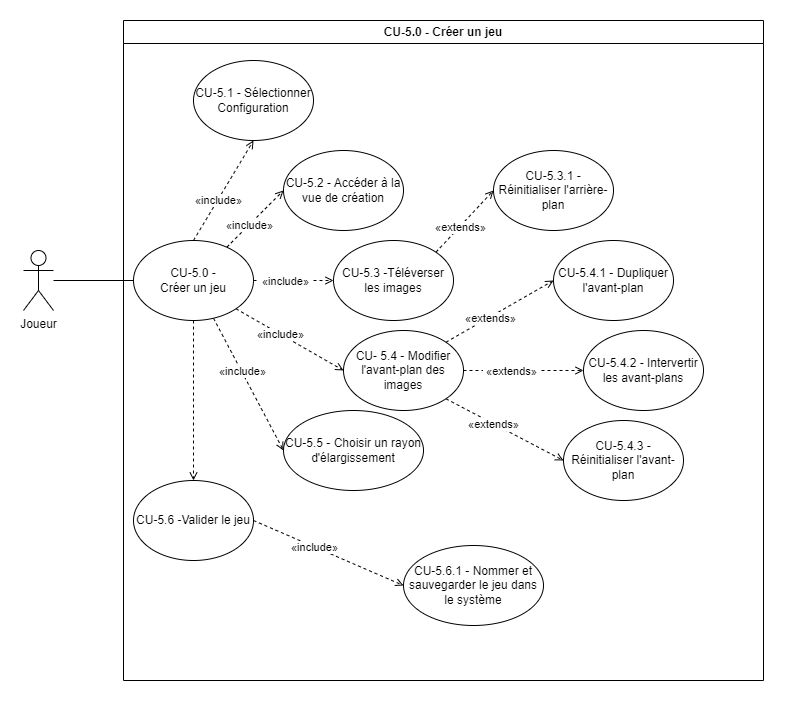 CU-5.0 - Créer un jeu
CU-5.1 - Sélectionner
Configuration
CU-5.2 - Accéder à la
vue de création
CU-5.3.1 -
Réinitialiser l'arrière-
plan
«include»
«include»
«extends»
CU-5.0 -
Créer un jeu
«include»
CU-5.3 -Téléverser
les images
CU-5.4.1 - Dupliquer
l'avant-plan
Joueur
«include»
«extends»
CU- 5.4 - Modifier
l'avant-plan des
images
«include»
«extends»
CU-5.4.2 - Intervertir
les avant-plans
«extends»
CU-5.5 - Choisir un rayon
d'élargissement
CU-5.4.3 -
Réinitialiser l'avant-
plan
CU-5.6 -Valider le jeu
«include»
CU-5.6.1 - Nommer et
sauvegarder le jeu dans
le système